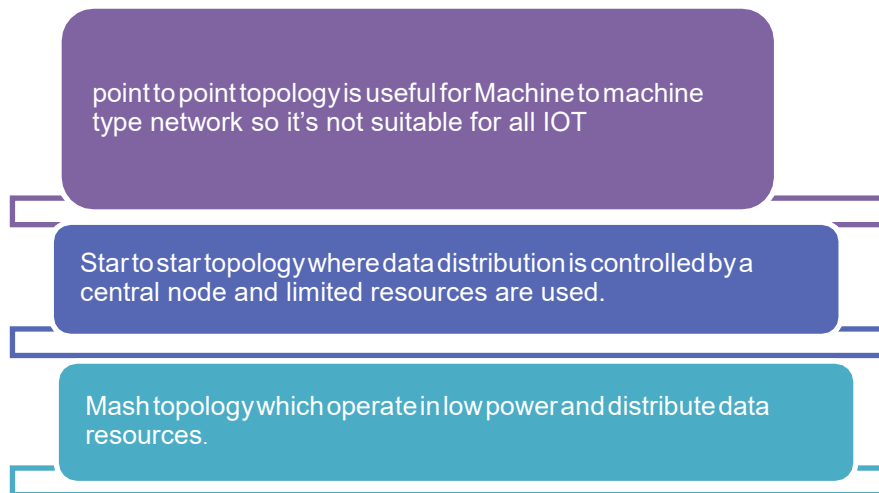 point to point topology is useful for Machine to machine
type network so it's not suitable for all IOT
Star to star topology where data distribution is controlled by a
central node and limited resources are used.
Mash topology which operate in low power and distribute data
resources.